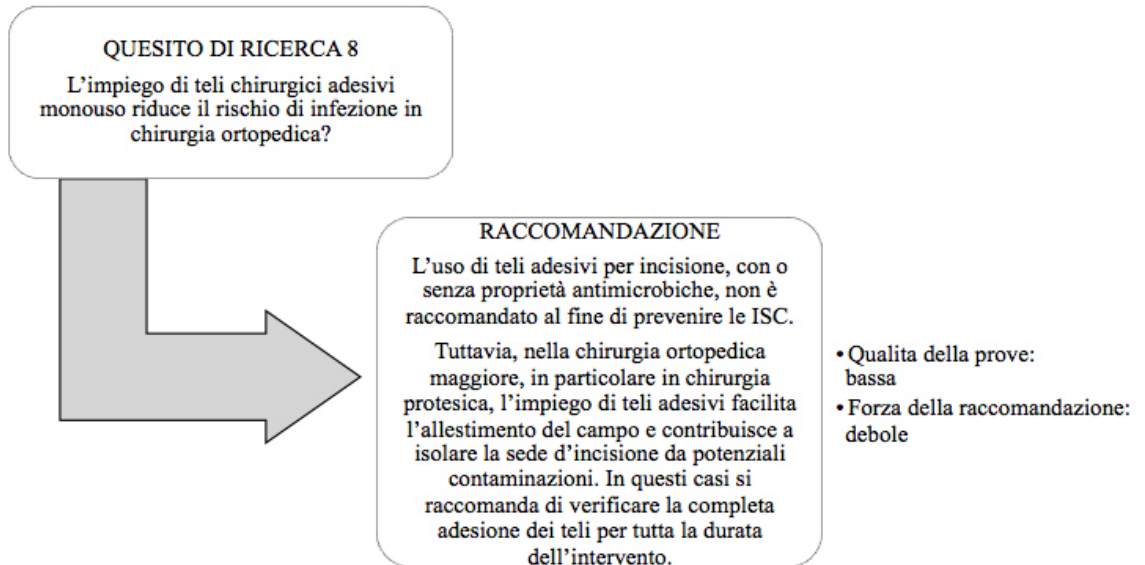 QUESITO DI RICERCA 8
L’impiego di teli chirurgici adesivi
monouso riduce il rischio di infezione in
chirurgia ortopedica?
RACCOMANDAZIONE
L’uso di teli adesivi per incisione, con o
senza proprietà antimicrobiche, non è
raccomandato al fine di prevenire le ISC.
Tuttavia, nella chirurgia ortopedica
maggiore, in particolare in chirurgia
protesica, l’impiego di teli adesivi facilita
l’allestimento del campo e contribuisce a
isolare la sede d’incisione da potenziali
contaminazioni. In questi casi si
raccomanda di verificare la completa
adesione dei teli per tutta la durata
dell’intervento.
• Qualita della prove:
bassa
• Forza della raccomandazione:
debole